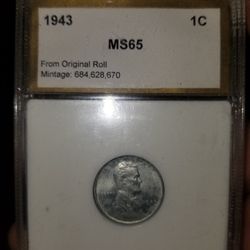 1943 1C
MS65
From Original Roll
Mintage: 684,628,670